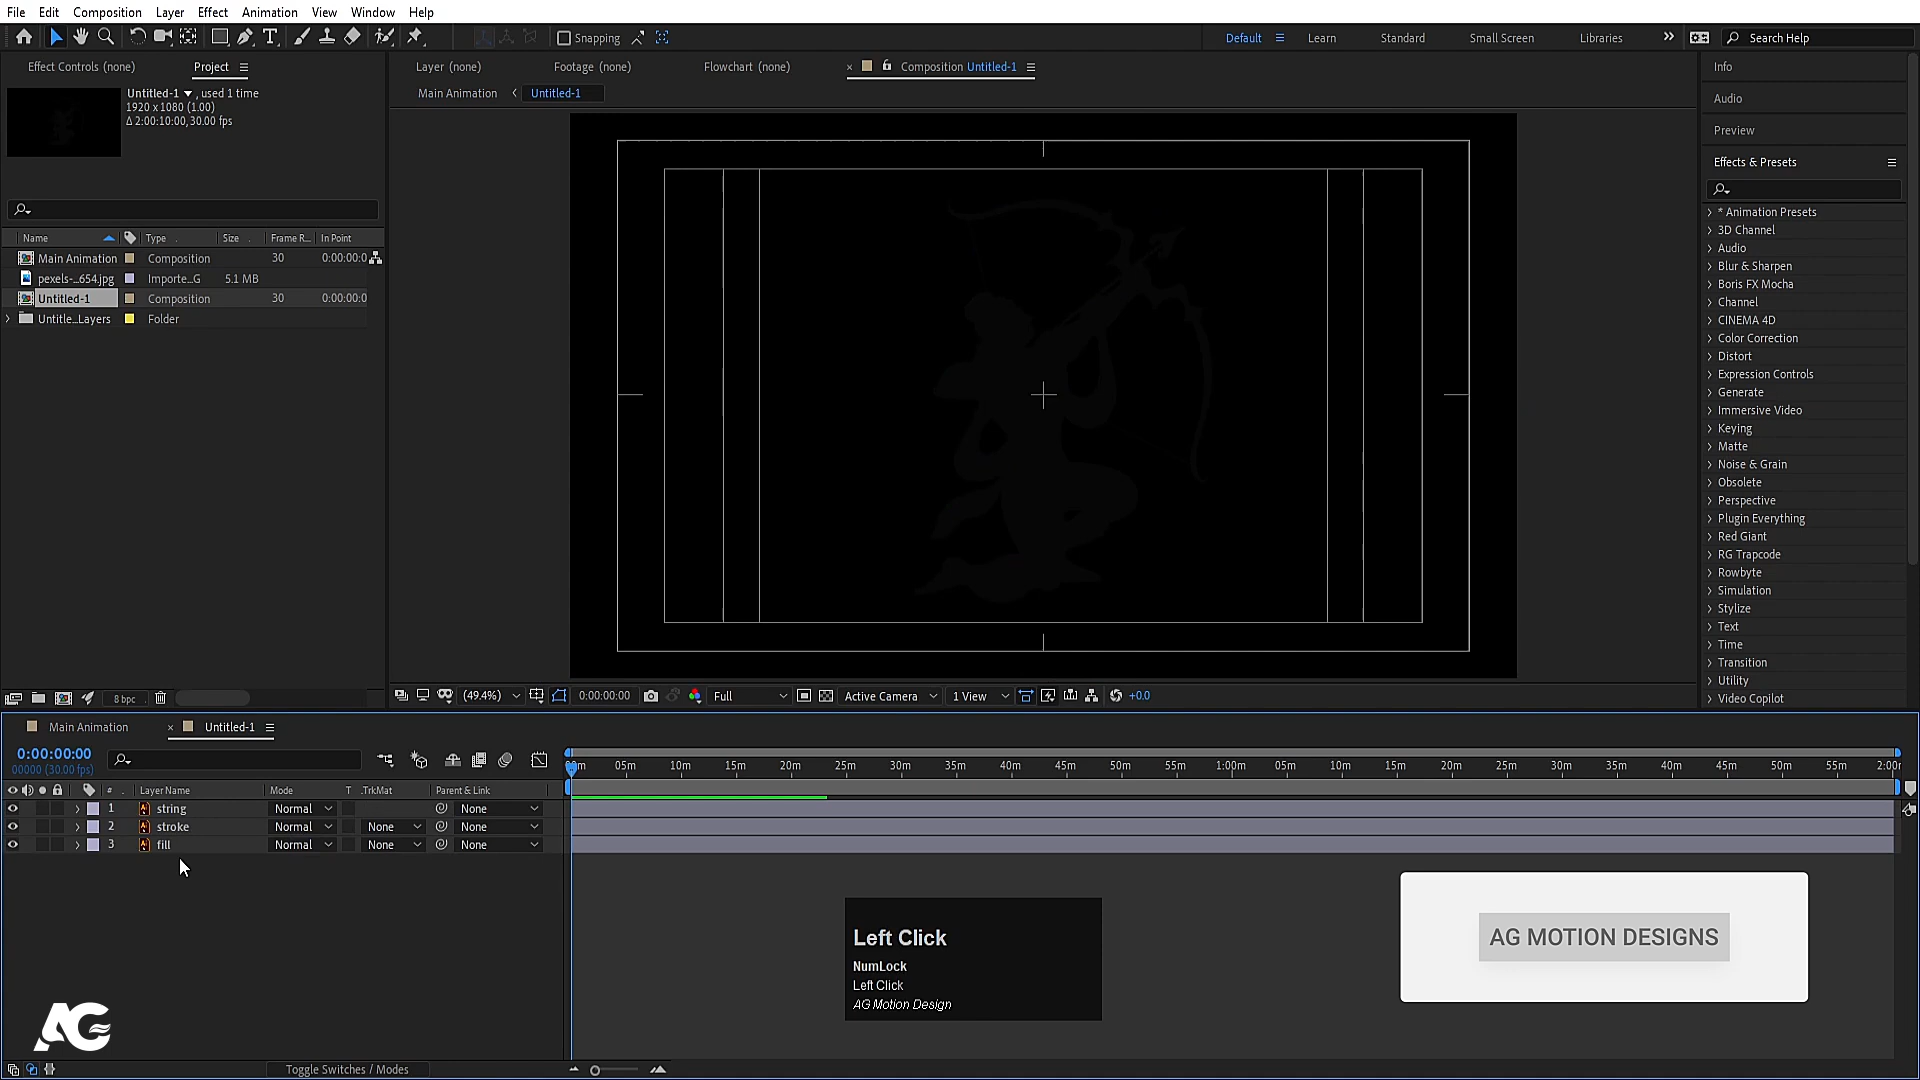 File Edit Composition Layer Effect Animation View Window Help
Snapping Default Learn Standard Small Screen Libraries Search Help
Effect Controls (none) Project Layer (none) Footage (none) Flowchart (none) Composition Untitled-1 Info
Main Animation Untitled-1
Untitled-1 , used 1 time
1920 x 1080 (1.00)
Δ 2:00:10:00, 30.00 fps
Name Type Size Frame R... In Point
Main Animation Composition 30 0:00:00:0
pexels-...654.jpg Importe...G 5.1 MB
Untitled-1 Composition 30 0:00:00:0
Untitle...Layers Folder
8 bpc
(49.4%) 0:00:00:00 Full Active Camera 1 View +0.0
Audio
Preview
Effects & Presets
* Animation Presets
3D Channel
Audio
Blur & Sharpen
Boris FX Mocha
Channel
CINEMA 4D
Color Correction
Distort
Expression Controls
Generate
Immersive Video
Keying
Matte
Noise & Grain
Obsolete
Perspective
Plugin Everything
Red Giant
RG Trapcode
Rowbyte
Simulation
Stylize
Text
Time
Transition
Utility
Video Copilot
Main Animation Untitled-1
0:00:00:00
00000 (30.00 fps)
05m 10m 15m 20m 25m 30m 35m 40m 45m 50m 55m 1:00m 05m 10m 15m 20m 25m 30m 35m 40m 45m 50m 55m
# Layer Name Mode T .TrkMat Parent & Link
1 string Normal None
2 stroke Normal None None
3 fill Normal None None
Left Click
NumLock
Left Click
AG Motion Design
AG MOTION DESIGNS
AG
Toggle Switches / Modes